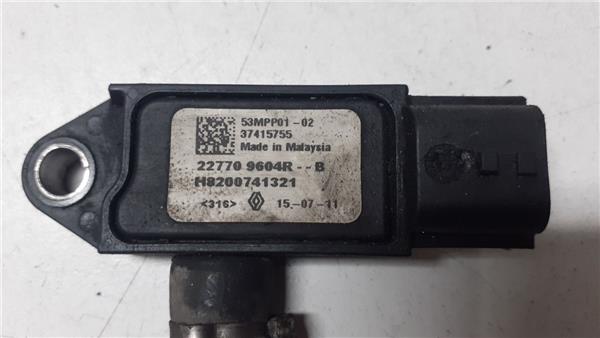 53MPP01-02
37415755
Made in Malaysia
22770 9604R--B
H8200741321
<316> 15-07-11